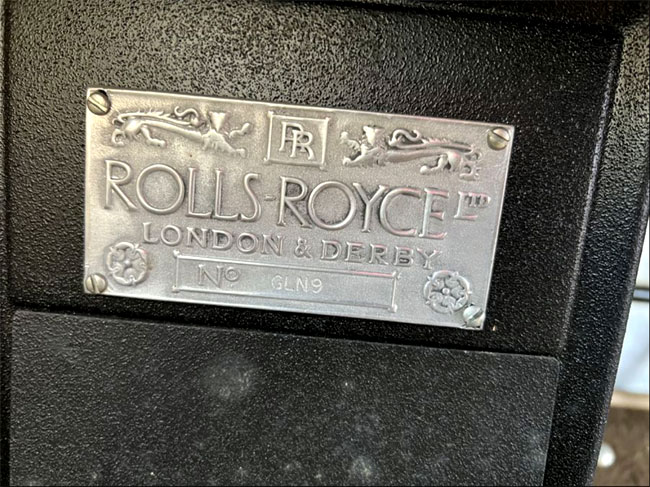 RR
ROLLS-ROYCE LTD
LONDON & DERBY
No GLN9